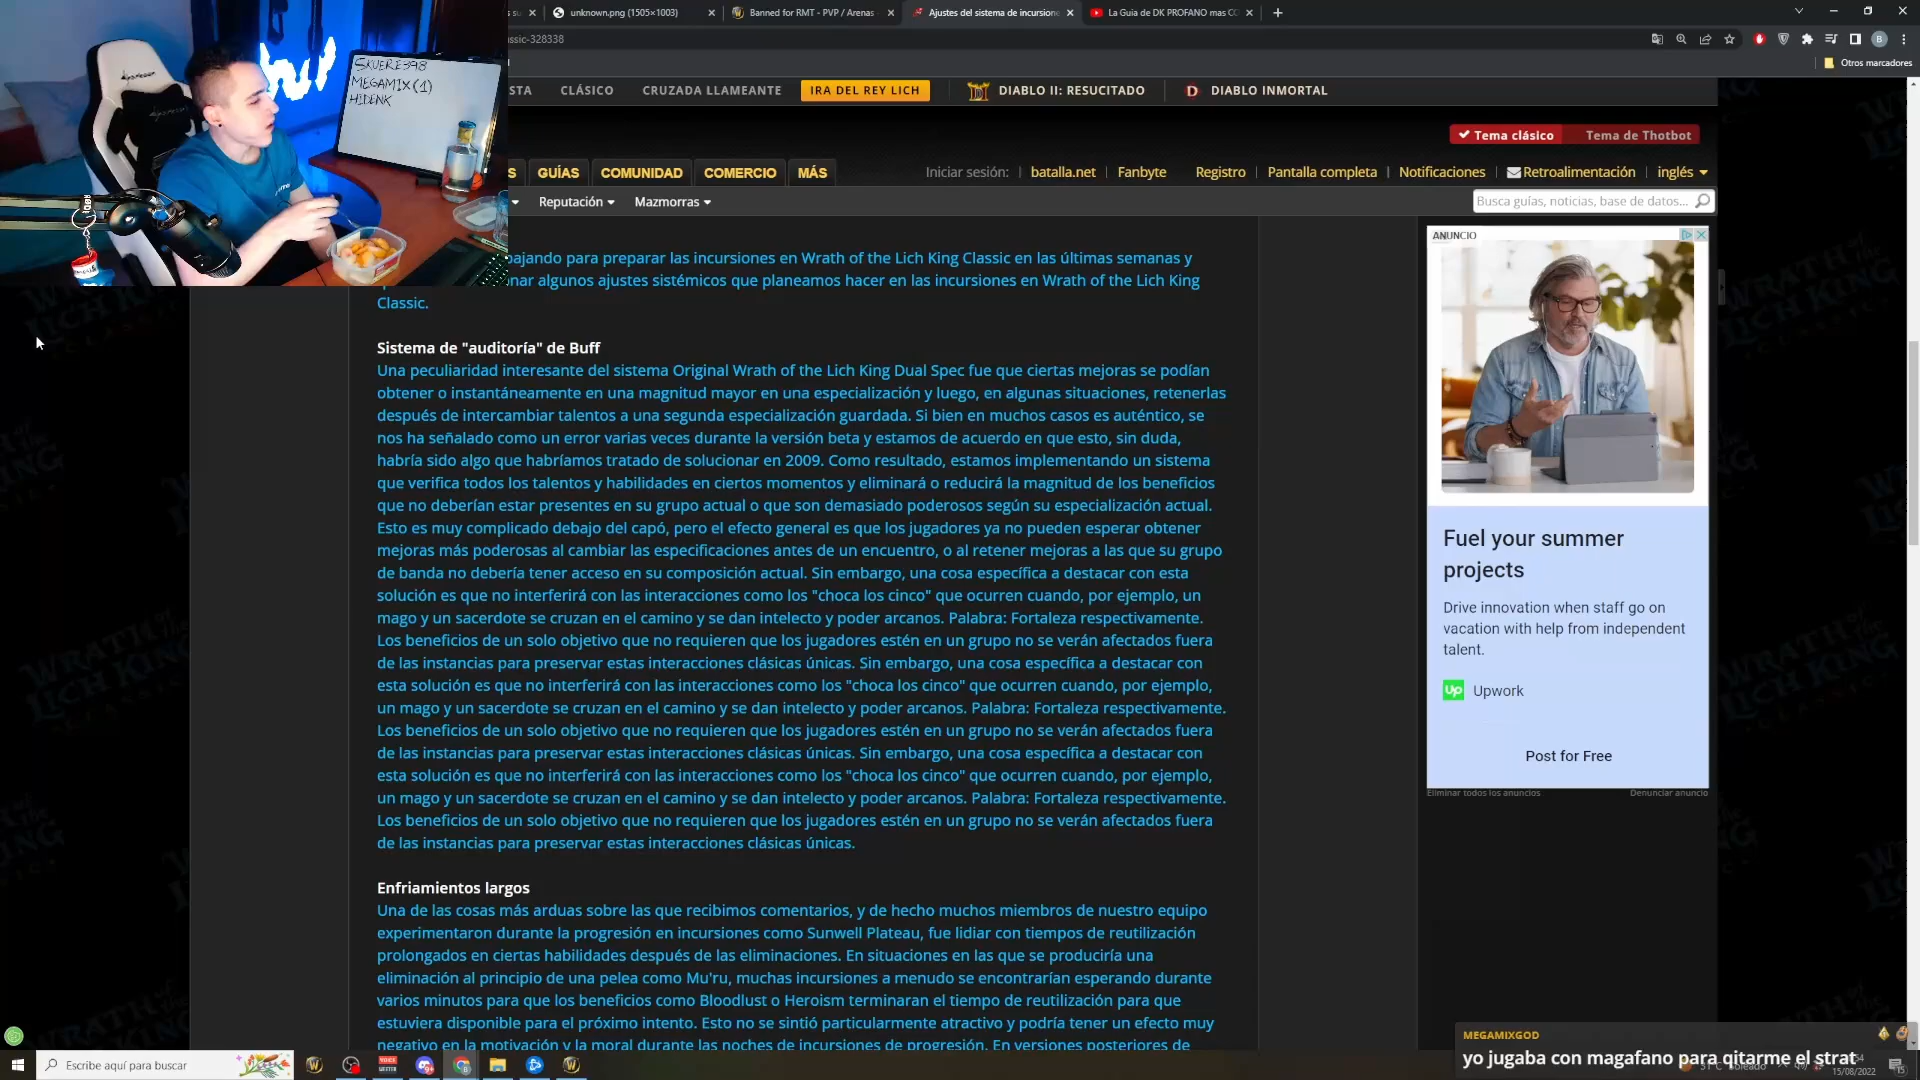 unknown.png (1505×1003)
Banned for RMT - PVP / Arenas
Ajustes del sistema de incursion
La Guia de DK PROFANO mas CO
ssic-328338
Otros marcadores
STA
CLÁSICO
CRUZADA LLAMEANTE
IRA DEL REY LICH
DIABLO II: RESUCITADO
DIABLO INMORTAL
SKUERE398
MEGAMIX(1)
HIDENK
Tema clásico
Tema de Thotbot
S
GUÍAS
COMUNIDAD
COMERCIO
MÁS
Iniciar sesión:
batalla.net
Fanbyte
Registro
Pantalla completa
Notificaciones
Retroalimentación
inglés
Reputación
Mazmorras
Busca guías, noticias, base de datos...
bajando para preparar las incursiones en Wrath of the Lich King Classic en las últimas semanas y
nar algunos ajustes sistémicos que planeamos hacer en las incursiones en Wrath of the Lich King
Classic.
Sistema de "auditoría" de Buff
Una peculiaridad interesante del sistema Original Wrath of the Lich King Dual Spec fue que ciertas mejoras se podían
obtener o instantáneamente en una magnitud mayor en una especialización y luego, en algunas situaciones, retenerlas
después de intercambiar talentos a una segunda especialización guardada. Si bien en muchos casos es auténtico, se
nos ha señalado como un error varias veces durante la versión beta y estamos de acuerdo en que esto, sin duda,
habría sido algo que habríamos tratado de solucionar en 2009. Como resultado, estamos implementando un sistema
que verifica todos los talentos y habilidades en ciertos momentos y eliminará o reducirá la magnitud de los beneficios
que no deberían estar presentes en su grupo actual o que son demasiado poderosos según su especialización actual.
Esto es muy complicado debajo del capó, pero el efecto general es que los jugadores ya no pueden esperar obtener
mejoras más poderosas al cambiar las especificaciones antes de un encuentro, o al retener mejoras a las que su grupo
de banda no debería tener acceso en su composición actual. Sin embargo, una cosa específica a destacar con esta
solución es que no interferirá con las interacciones como los "choca los cinco" que ocurren cuando, por ejemplo, un
mago y un sacerdote se cruzan en el camino y se dan intelecto y poder arcanos. Palabra: Fortaleza respectivamente.
Los beneficios de un solo objetivo que no requieren que los jugadores estén en un grupo no se verán afectados fuera
de las instancias para preservar estas interacciones clásicas únicas. Sin embargo, una cosa específica a destacar con
esta solución es que no interferirá con las interacciones como los "choca los cinco" que ocurren cuando, por ejemplo,
un mago y un sacerdote se cruzan en el camino y se dan intelecto y poder arcanos. Palabra: Fortaleza respectivamente.
Los beneficios de un solo objetivo que no requieren que los jugadores estén en un grupo no se verán afectados fuera
de las instancias para preservar estas interacciones clásicas únicas. Sin embargo, una cosa específica a destacar con
esta solución es que no interferirá con las interacciones como los "choca los cinco" que ocurren cuando, por ejemplo,
un mago y un sacerdote se cruzan en el camino y se dan intelecto y poder arcanos. Palabra: Fortaleza respectivamente.
Los beneficios de un solo objetivo que no requieren que los jugadores estén en un grupo no se verán afectados fuera
de las instancias para preservar estas interacciones clásicas únicas.
Enfriamientos largos
Una de las cosas más arduas sobre las que recibimos comentarios, y de hecho muchos miembros de nuestro equipo
experimentaron durante la progresión en incursiones como Sunwell Plateau, fue lidiar con tiempos de reutilización
prolongados en ciertas habilidades después de las eliminaciones. En situaciones en las que se produciría una
eliminación al principio de una pelea como Mu'ru, muchas incursiones a menudo se encontrarían esperando durante
varios minutos para que los beneficios como Bloodlust o Heroism terminaran el tiempo de reutilización para que
estuviera disponible para el próximo intento. Esto no se sintió particularmente atractivo y podría tener un efecto muy
negativo en la motivación y la moral durante las noches de incursiones de progresión. En versiones posteriores de
ANUNCIO
Fuel your summer
projects
Drive innovation when staff go on
vacation with help from independent
talent.
Up Upwork
Post for Free
Eliminar todos los anuncios
Denunciar anuncio
MEGAMIXGOD
yo jugaba con magafano para qitarme el strat
Escribe aquí para buscar
15/08/2022